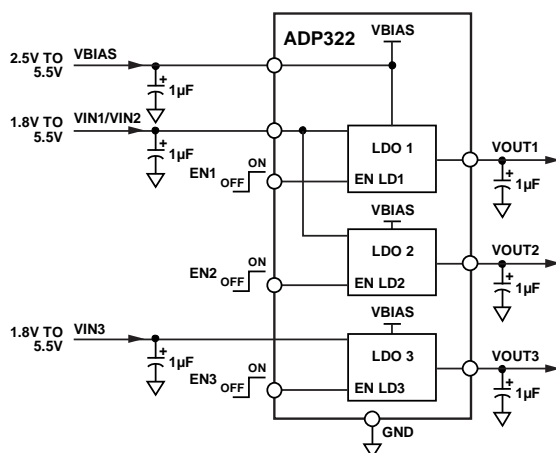 ADP322
VBIAS
2.5V TO
5.5V
VBIAS
+
1µF
1.8V TO
5.5V
VIN1/VIN2
+
1µF
LDO 1
EN LD1
EN1
ON
OFF
VOUT1
+
1µF
VBIAS
LDO 2
EN LD2
EN2
ON
OFF
VOUT2
+
1µF
1.8V TO
5.5V
VIN3
+
1µF
VBIAS
LDO 3
EN LD3
EN3
ON
OFF
VOUT3
+
1µF
GND